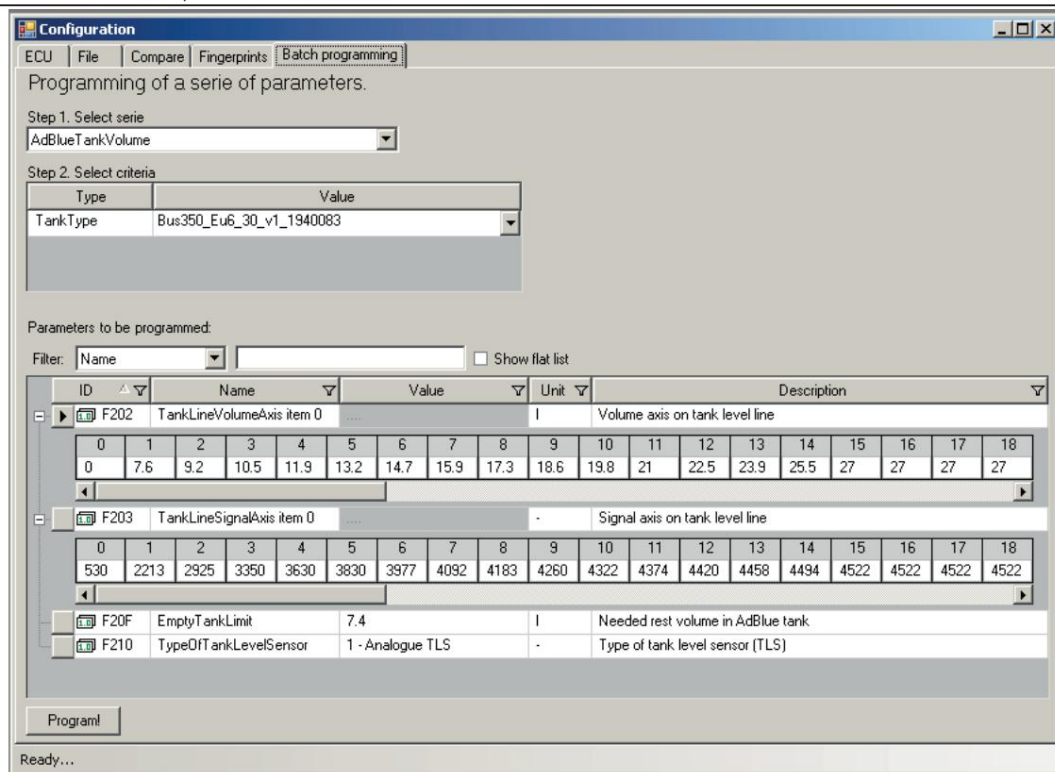 Configuration
ECU File Compare Fingerprints Batch programming
Programming of a serie of parameters.
Step 1. Select serie
AdBlueTankVolume
Step 2. Select criteria
Type Value
TankType Bus350_Eu6_30_v1_1940083
Parameters to be programmed:
Filter: Name Show flat list
ID Name Value Unit Description
F202 TankLineVolumeAxis item 0 .... l Volume axis on tank level line
0 1 2 3 4 5 6 7 8 9 10 11 12 13 14 15 16 17 18
0 7.6 9.2 10.5 11.9 13.2 14.7 15.9 17.3 18.6 19.8 21 22.5 23.9 25.5 27 27 27 27
F203 TankLineSignalAxis item 0 .... - Signal axis on tank level line
0 1 2 3 4 5 6 7 8 9 10 11 12 13 14 15 16 17 18
530 2213 2925 3350 3630 3830 3977 4092 4183 4260 4322 4374 4420 4458 4494 4522 4522 4522 4522
F20F EmptyTankLimit 7.4 l Needed rest volume in AdBlue tank
F210 TypeOfTankLevelSensor 1 - Analogue TLS - Type of tank level sensor (TLS)
Program!
Ready...